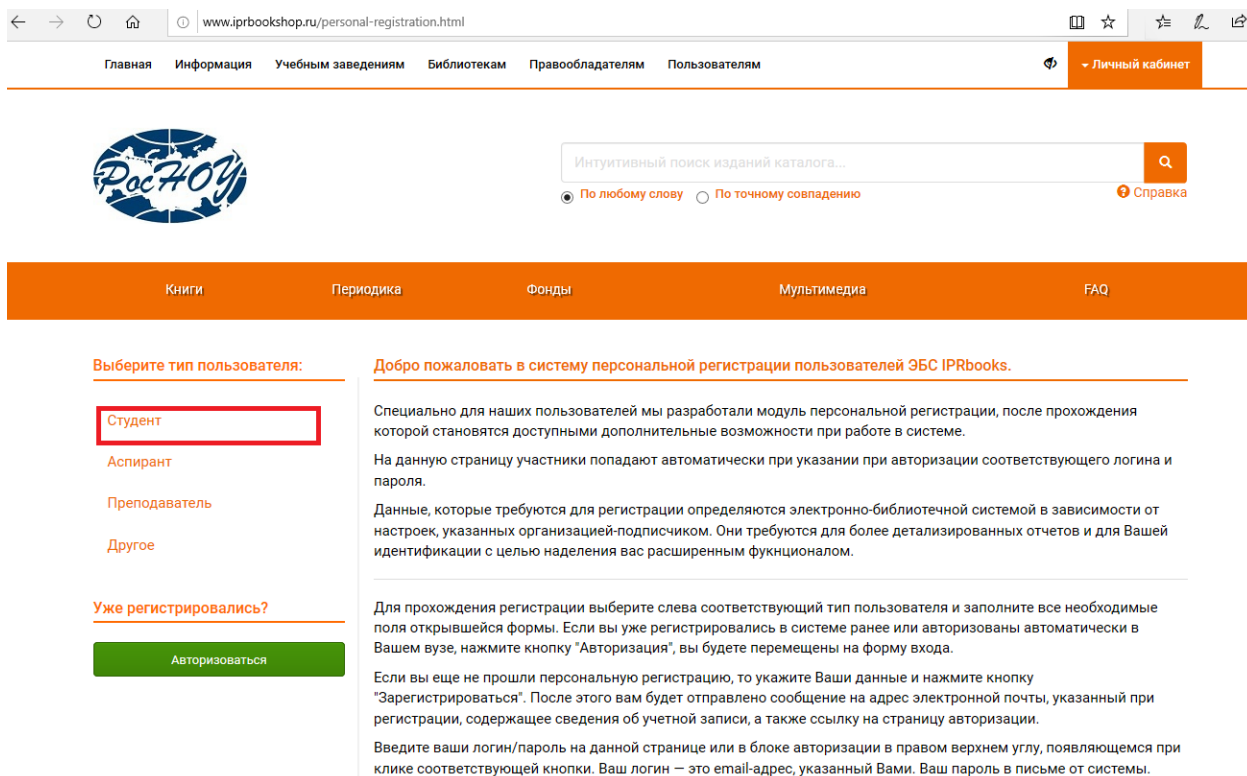 www.iprbookshop.ru/personal-registration.html
Главная Информация Учебным заведениям Библиотекам Правообладателям Пользователям Личный кабинет
РосНОУ
Интуитивный поиск изданий каталога...
По любому слову По точному совпадению Справка
Книги Периодика Фонды Мультимедиа FAQ
Выберите тип пользователя:
Студент
Аспирант
Преподаватель
Другое
Уже регистрировались?
Авторизоваться
Добро пожаловать в систему персональной регистрации пользователей ЭБС IPRbooks.
Специально для наших пользователей мы разработали модуль персональной регистрации, после прохождения
которой становятся доступными дополнительные возможности при работе в системе.
На данную страницу участники попадают автоматически при указании при авторизации соответствующего логина и
пароля.
Данные, которые требуются для регистрации определяются электронно-библиотечной системой в зависимости от
настроек, указанных организацией-подписчиком. Они требуются для более детализированных отчетов и для Вашей
идентификации с целью наделения вас расширенным фукнционалом.
Для прохождения регистрации выберите слева соответствующий тип пользователя и заполните все необходимые
поля открывшейся формы. Если вы уже регистрировались в системе ранее или авторизованы автоматически в
Вашем вузе, нажмите кнопку "Авторизация", вы будете перемещены на форму входа.
Если вы еще не прошли персональную регистрацию, то укажите Ваши данные и нажмите кнопку
"Зарегистрироваться". После этого вам будет отправлено сообщение на адрес электронной почты, указанный при
регистрации, содержащее сведения об учетной записи, а также ссылку на страницу авторизации.
Введите ваши логин/пароль на данной странице или в блоке авторизации в правом верхнем углу, появляющемся при
клике соответствующей кнопки. Ваш логин — это email-адрес, указанный Вами. Ваш пароль в письме от системы.